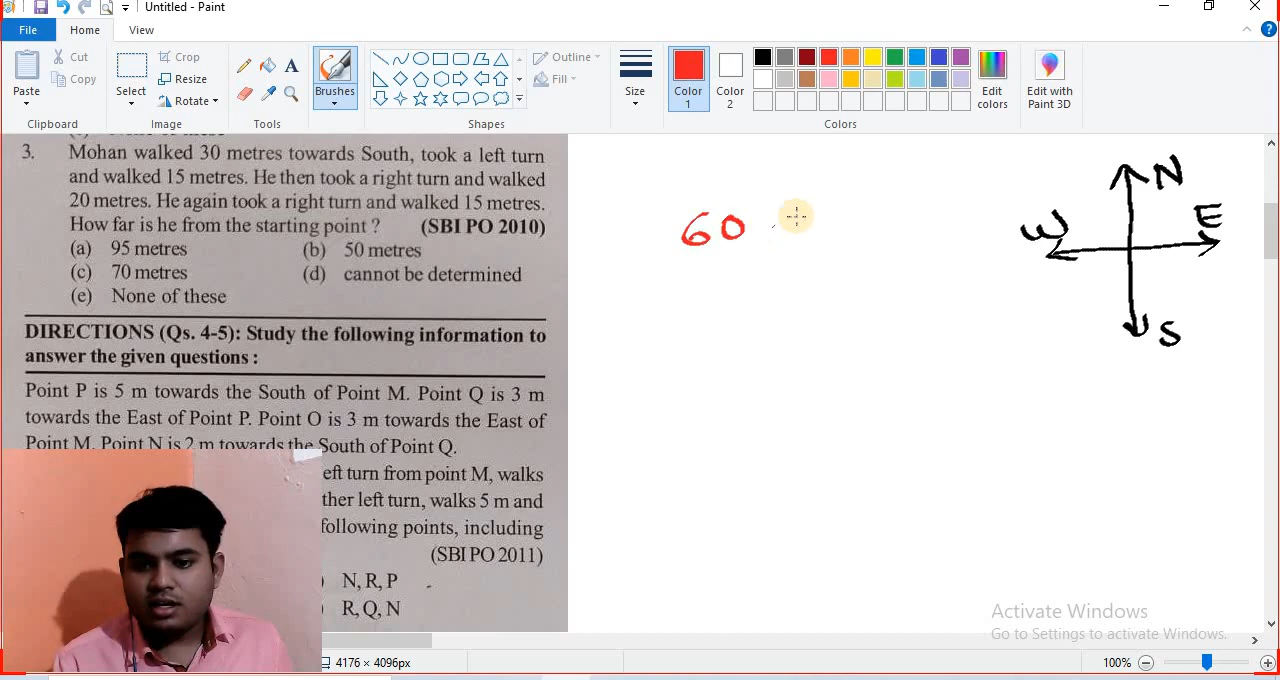 Untitled - Paint
File Home View
Paste
Cut
Copy
Clipboard
Select
Crop
Resize
Rotate
Image
A
Tools
Brushes
Outline
Fill
Shapes
Size
Color 1
Color 2
Edit colors
Edit with Paint 3D
Colors
3. Mohan walked 30 metres towards South, took a left turn
and walked 15 metres. He then took a right turn and walked
20 metres. He again took a right turn and walked 15 metres.
How far is he from the starting point ? (SBI PO 2010)
(a) 95 metres (b) 50 metres
(c) 70 metres (d) cannot be determined
(e) None of these
DIRECTIONS (Qs. 4-5): Study the following information to
answer the given questions :
Point P is 5 m towards the South of Point M. Point Q is 3 m
towards the East of Point P. Point O is 3 m towards the East of
Point M. Point N is 2 m towards the South of Point Q.
eft turn from point M, walks
ther left turn, walks 5 m and
following points, including
(SBI PO 2011)
) N, R, P
) R, Q, N
60
N
W
E
S
Activate Windows
Go to Settings to activate Windows.
4176 × 4096px
100%